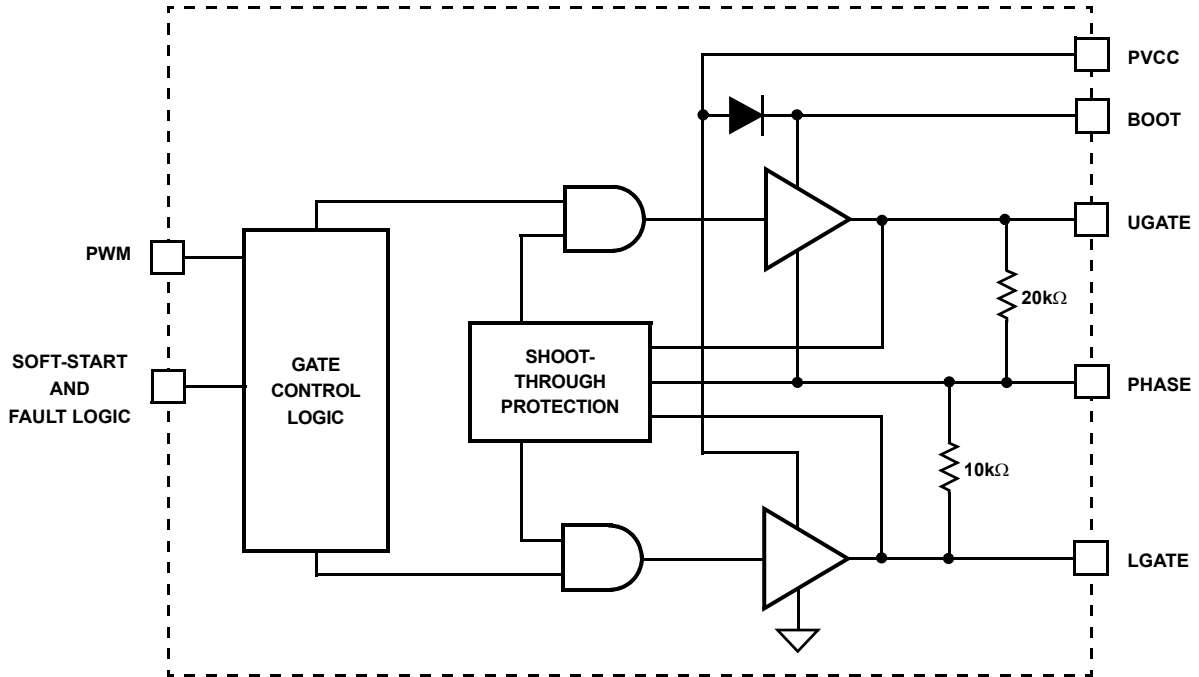 PVCC
BOOT
UGATE
PWM
20kΩ
SOFT-START
AND
FAULT LOGIC
GATE
CONTROL
LOGIC
SHOOT-
THROUGH
PROTECTION
PHASE
10kΩ
LGATE